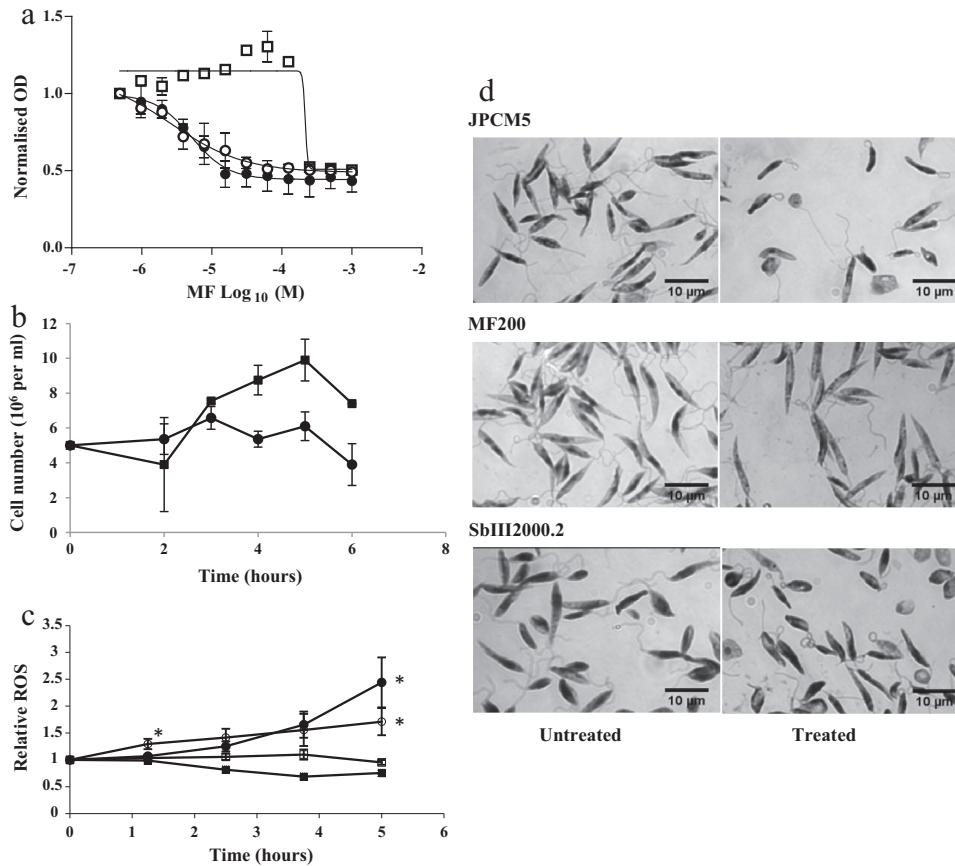 a
1.5
1.0
0.5
0.0
Normalised OD
-7 -6 -5 -4 -3 -2
MF Log10 (M)
b
12
10
8
6
4
2
0
Cell number (10⁶ per ml)
0 2 4 6 8
Time (hours)
c
3.5
3
2.5
2
1.5
1
0.5
0
Relative ROS
*
*
*
0 1 2 3 4 5 6
Time (hours)
d
JPCM5
10 µm
10 µm
MF200
10 µm
10 µm
SbIII2000.2
10 µm
10 µm
Untreated
Treated